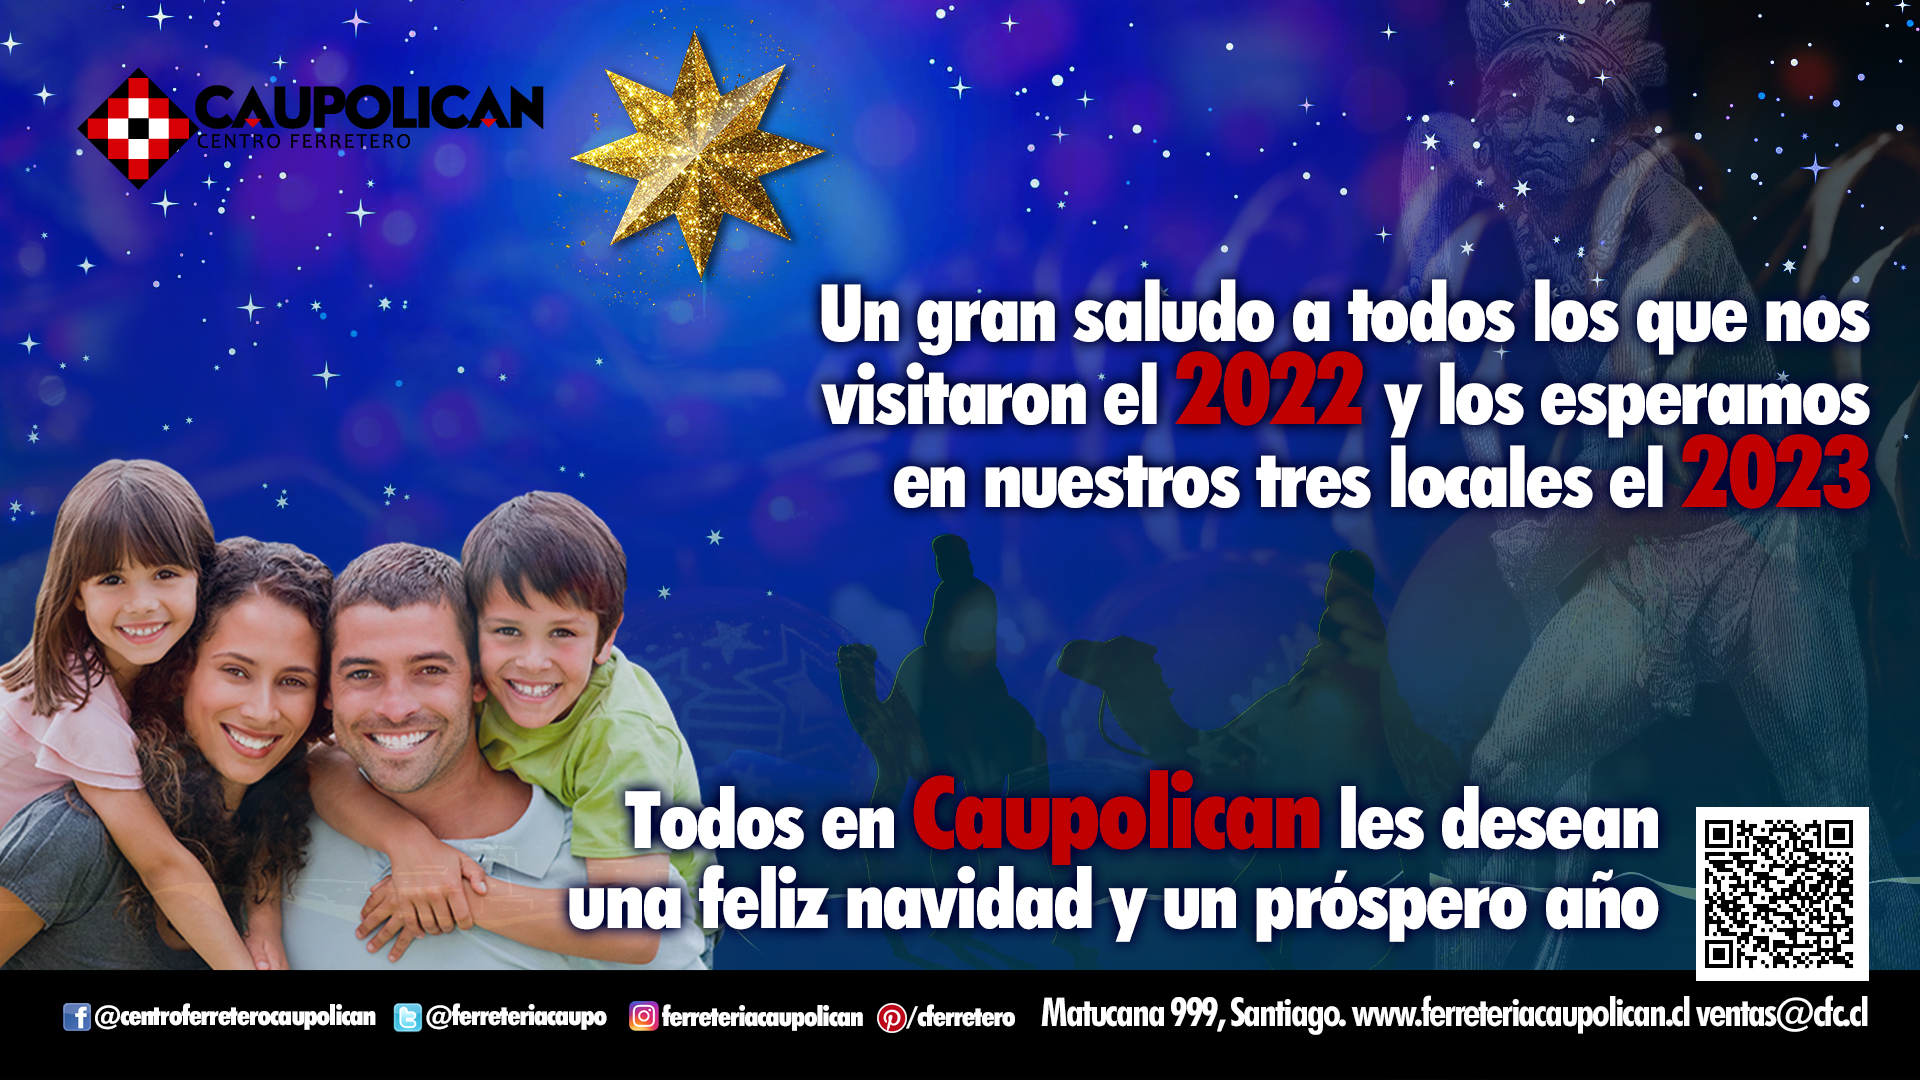 CAUPOLICAN
CENTRO FERRETERO
Un gran saludo a todos los que nos
visitaron el 2022 y los esperamos
en nuestros tres locales el 2023
Todos en Caupolican les desean
una feliz navidad y un próspero año
@centroferreterocaupolican @ferreteriacaupo ferreteriacaupolican /cferretero Matucana 999, Santiago. www.ferreteriacaupolican.cl ventas@cfc.cl